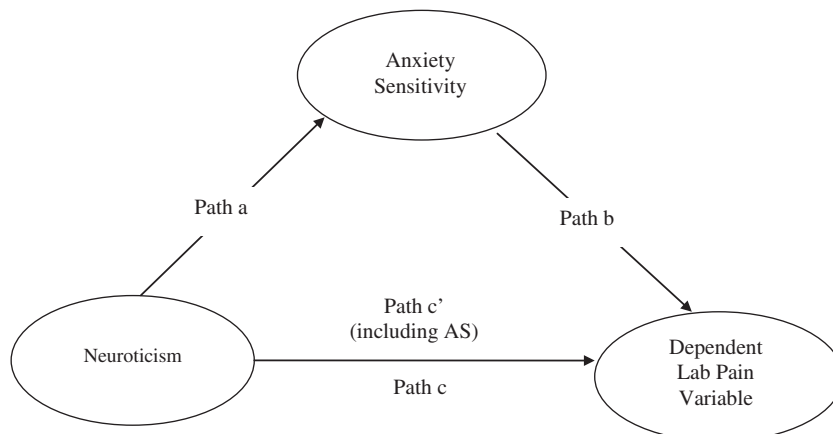 Anxiety
Sensitivity
Path a
Path b
Path c’
(including AS)
Neuroticism
Path c
Dependent
Lab Pain
Variable